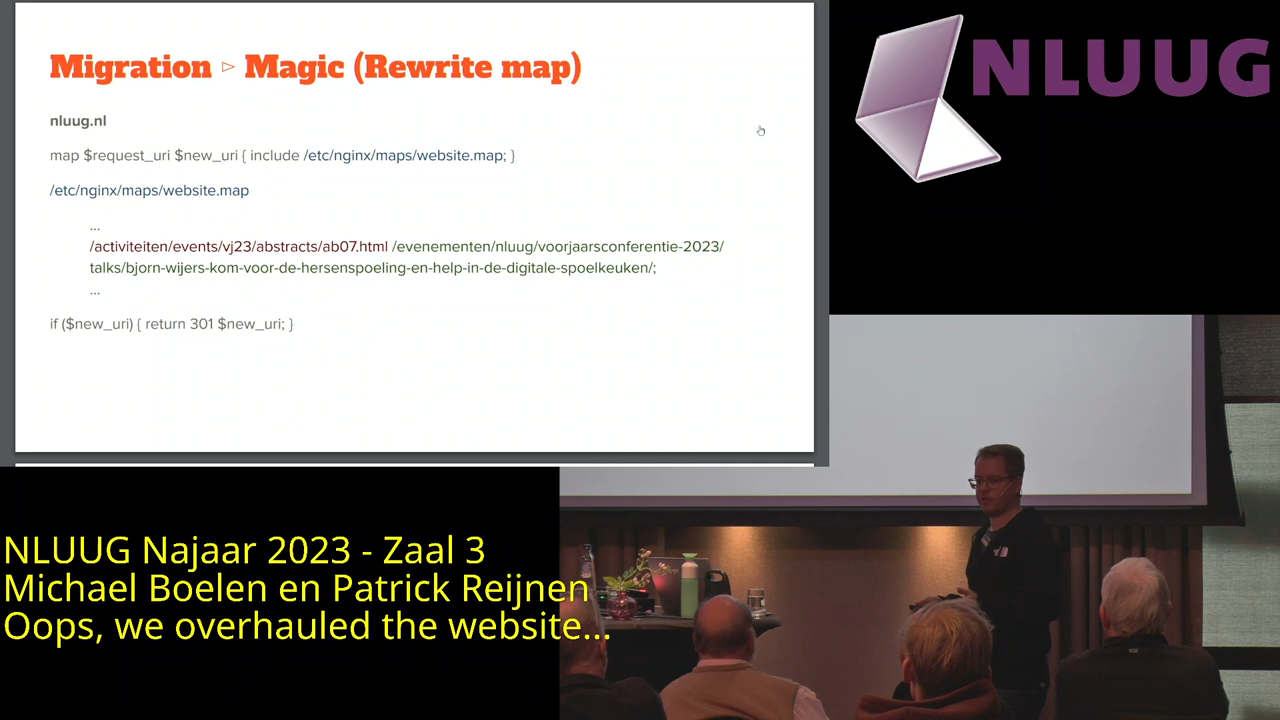 Migration ▹ Magic (Rewrite map)
nluug.nl
map $request_uri $new_uri { include /etc/nginx/maps/website.map; }
/etc/nginx/maps/website.map
...
/activiteiten/events/vj23/abstracts/ab07.html /evenementen/nluug/voorjaarsconferentie-2023/
talks/bjorn-wijers-kom-voor-de-hersenspoeling-en-help-in-de-digitale-spoelkeuken/;
...
if ($new_uri) { return 301 $new_uri; }
NLUUG
NLUUG Najaar 2023 - Zaal 3
Michael Boelen en Patrick Reijnen
Oops, we overhauled the website...